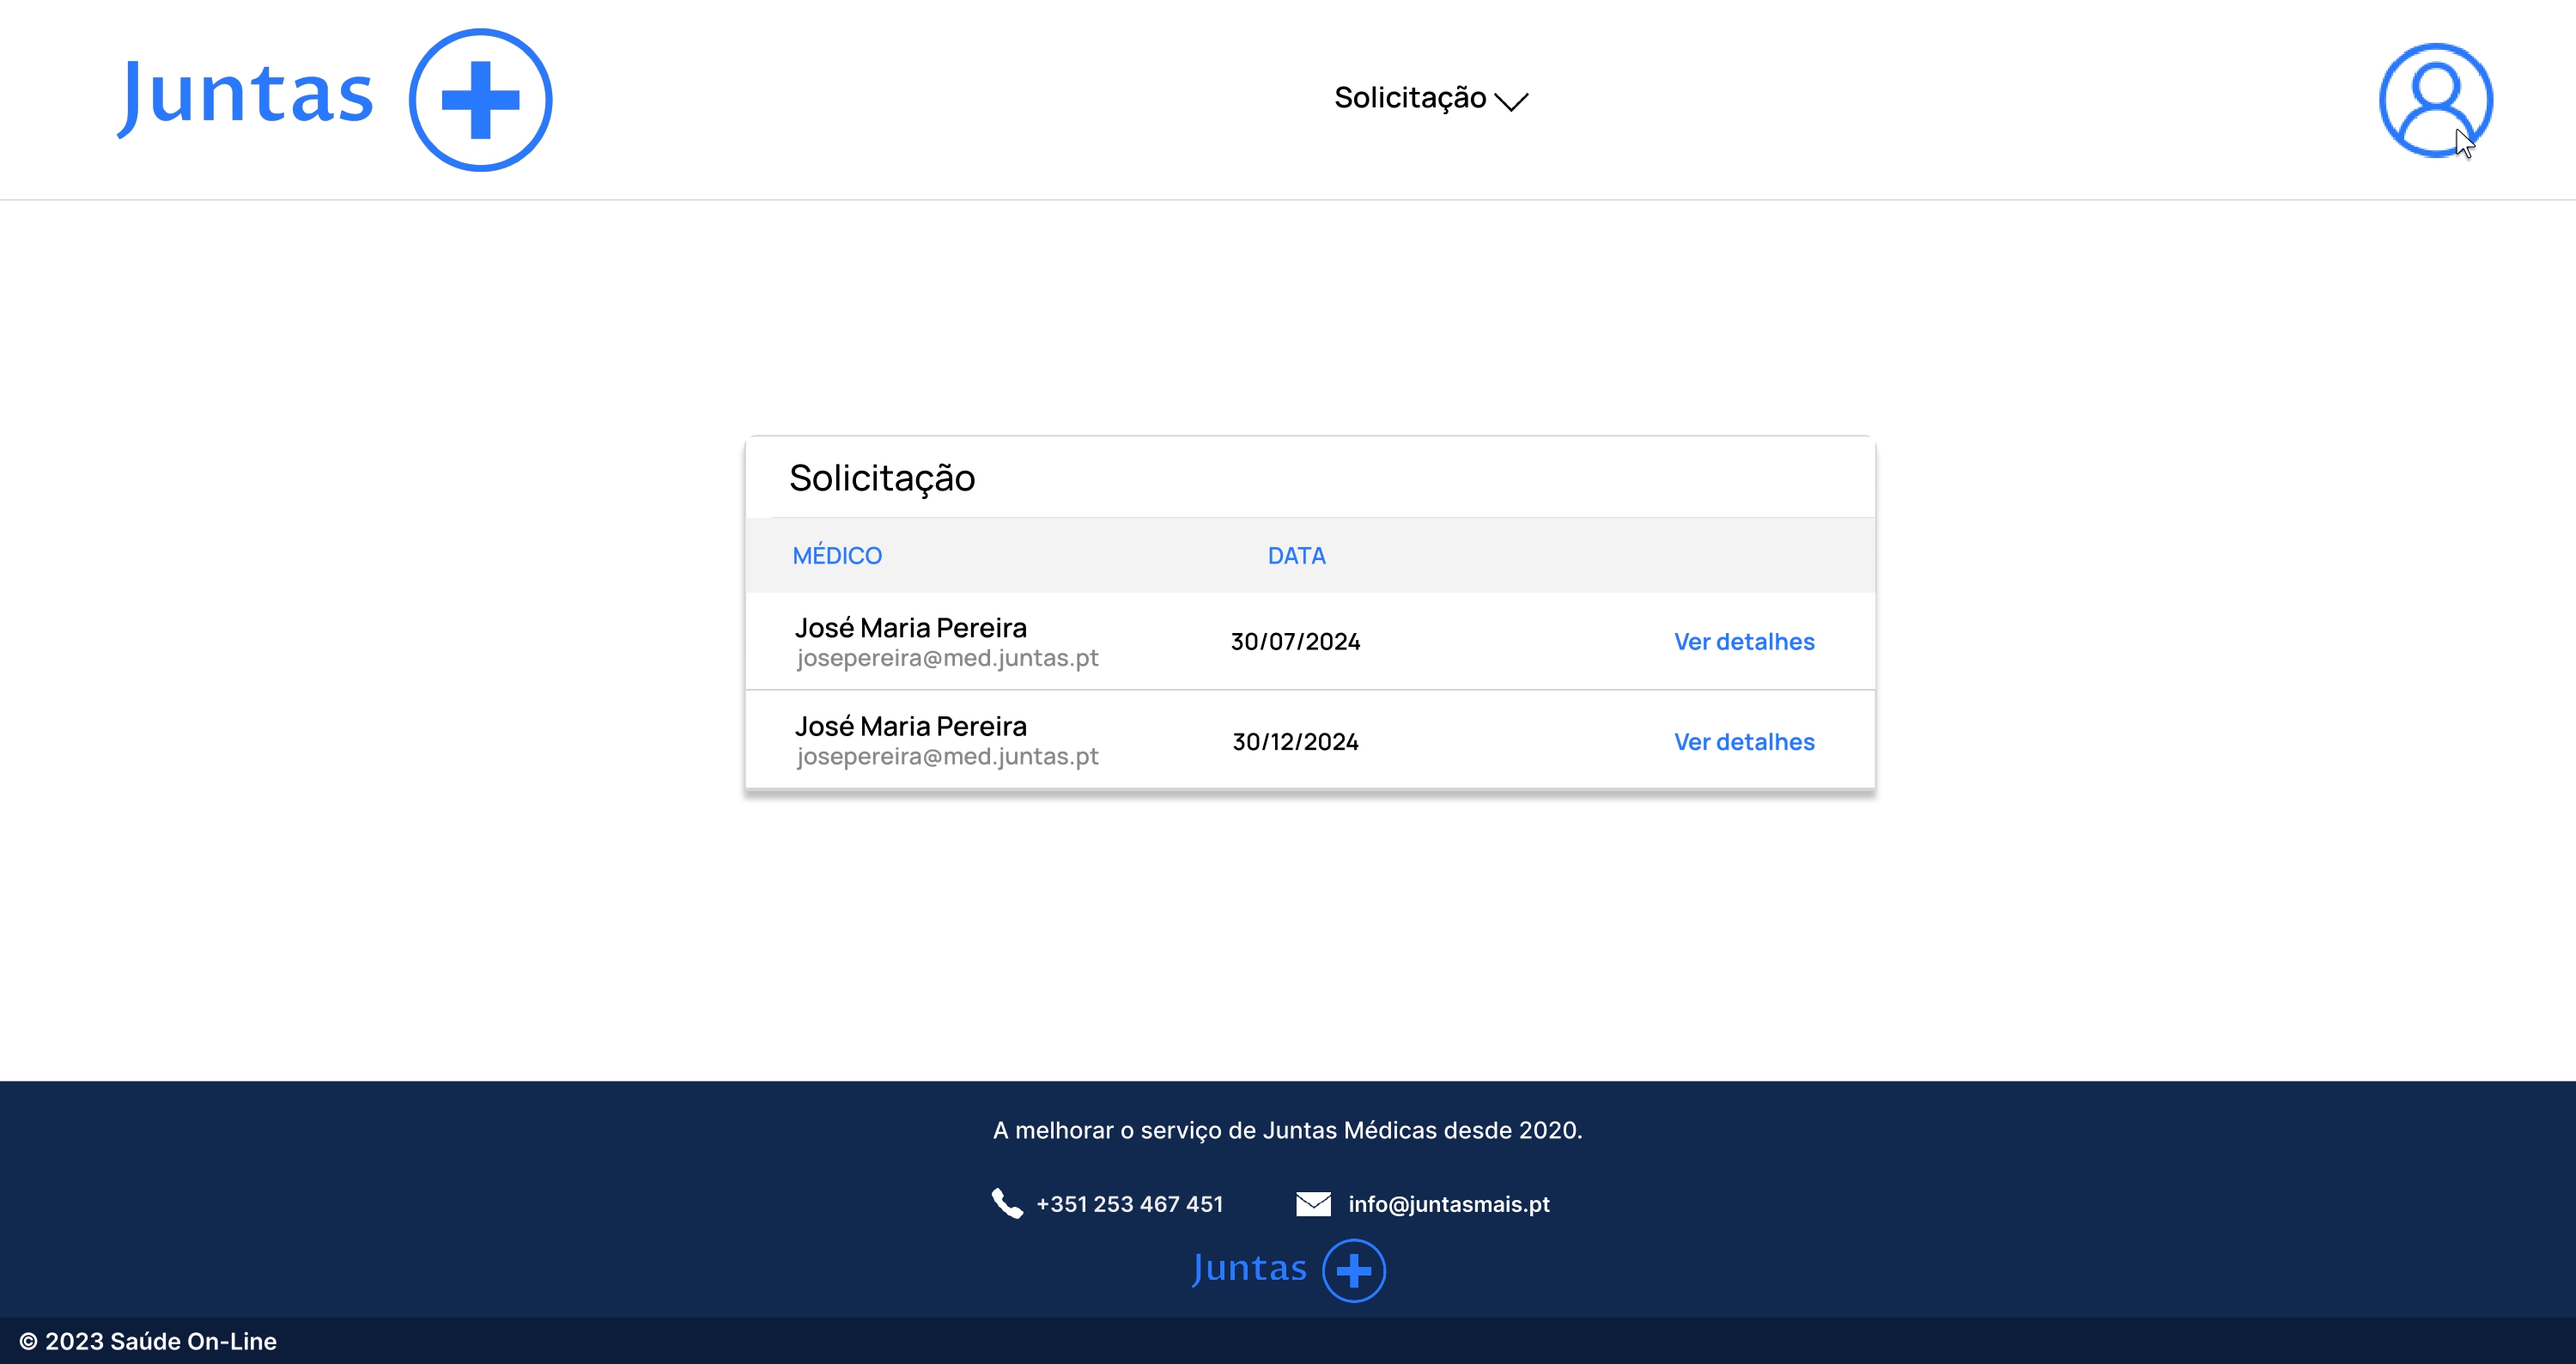 Juntas
Solicitação
Solicitação
MÉDICO DATA
José Maria Pereira
josepereira@med.juntas.pt
30/07/2024
Ver detalhes
José Maria Pereira
josepereira@med.juntas.pt
30/12/2024
Ver detalhes
A melhorar o serviço de Juntas Médicas desde 2020.
+351 253 467 451 info@juntasmais.pt
Juntas
© 2023 Saúde On-Line